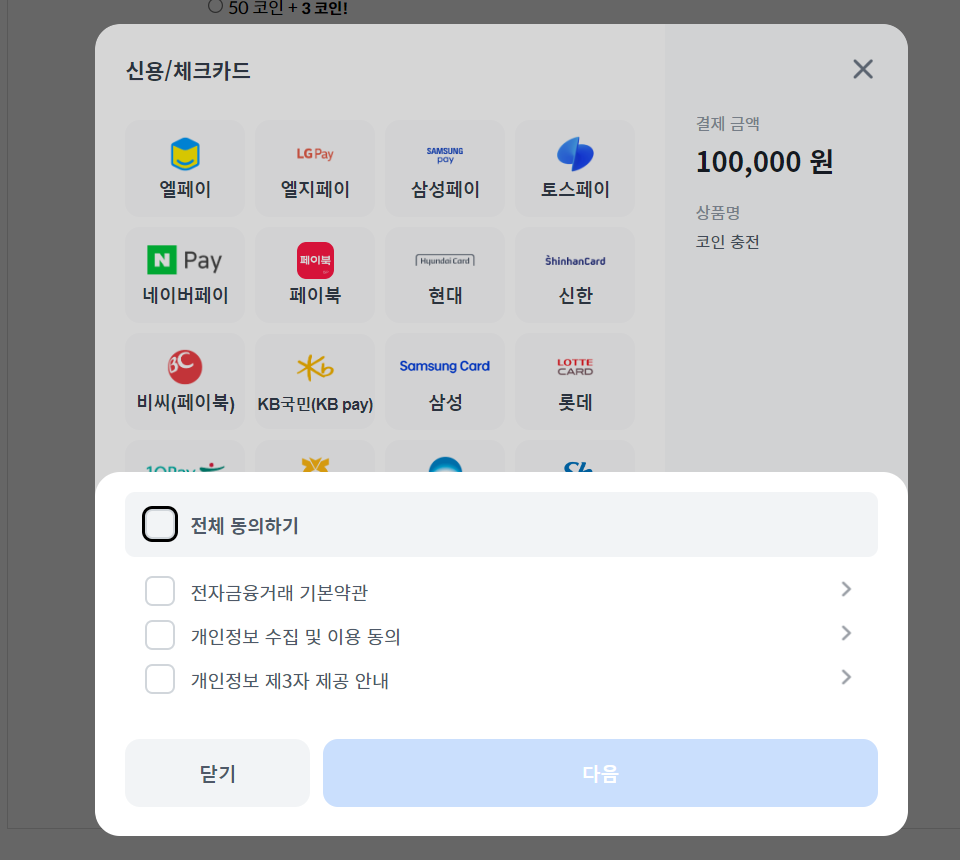 50 코인 + 3 코인!
신용/체크카드
엘페이
LG Pay
엘지페이
SAMSUNG
pay
삼성페이
토스페이
N Pay
네이버페이
페이북
페이북
Hyundai Card
현대
ShinhanCard
신한
BC
비씨(페이북)
Kb
KB국민(KB pay)
Samsung Card
삼성
LOTTE
CARD
롯데
1QPay
Sh
결제 금액
100,000 원
상품명
코인 충전
전체 동의하기
전자금융거래 기본약관
개인정보 수집 및 이용 동의
개인정보 제3자 제공 안내
닫기
다음